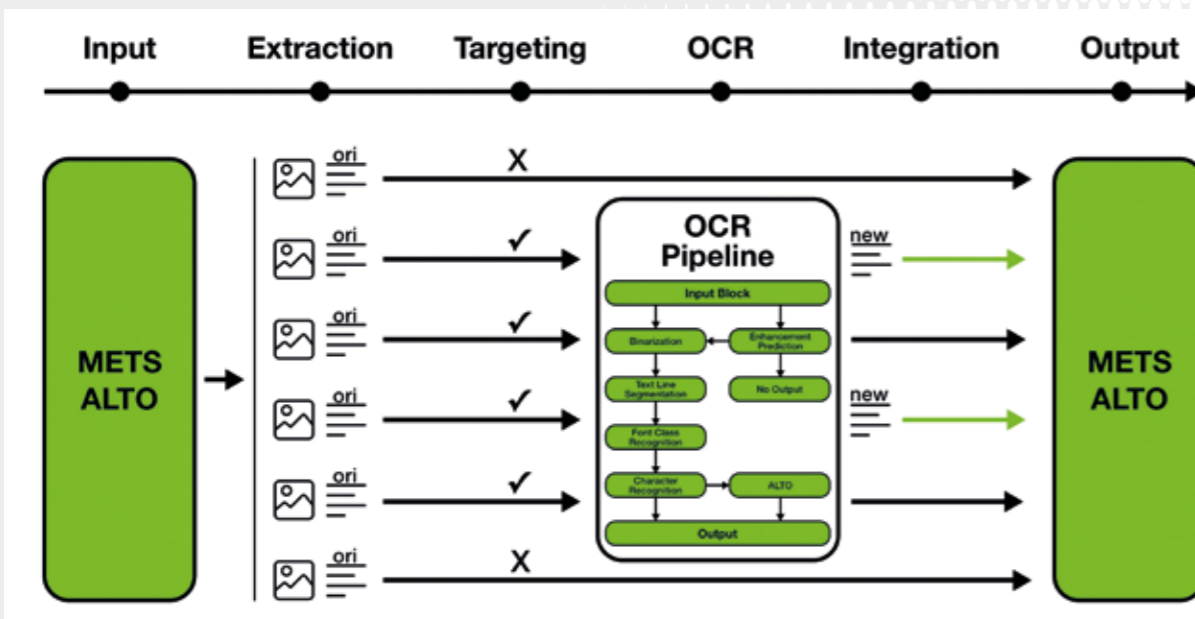 Input Extraction Targeting OCR Integration Output
METS
ALTO
ori X
ori ✓
ori ✓
ori ✓
ori ✓
ori X
OCR
Pipeline
Input Block
Binarization
Enhancement
Prediction
Text Line
Segmentation
No Output
Font Class
Recognition
Character
Recognition
ALTO
Output
new
new
METS
ALTO